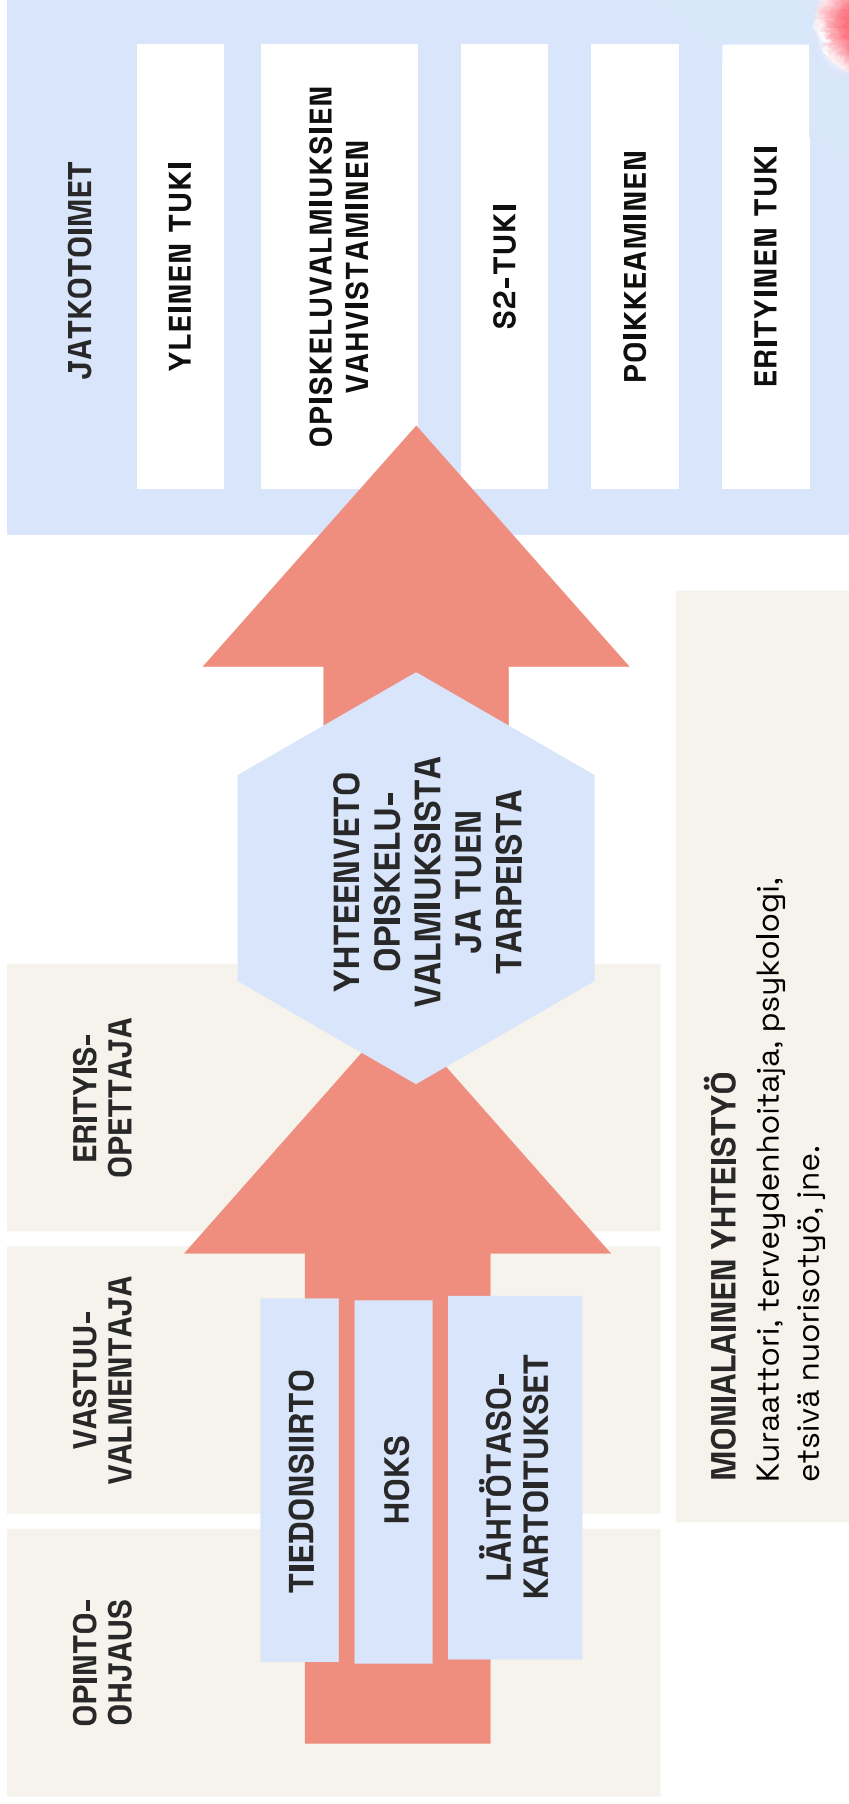 OPINTO-
OHJAUS
VASTUU-
VALMENTAJA
ERITYIS-
OPETTAJA
TIEDONSIIRTO
HOKS
LÄHTÖTASO-
KARTOITUKSET
YHTEENVETO
OPISKELU-
VALMIUKSISTA
JA TUEN
TARPEISTA
JATKOTOIMET
YLEINEN TUKI
OPISKELUVALMIUKSIEN
VAHVISTAMINEN
S2-TUKI
POIKKEAMINEN
ERITYINEN TUKI
MONIALAINEN YHTEISTYÖ
Kuraattori, terveydenhoitaja, psykologi,
etsivä nuorisotyö, jne.